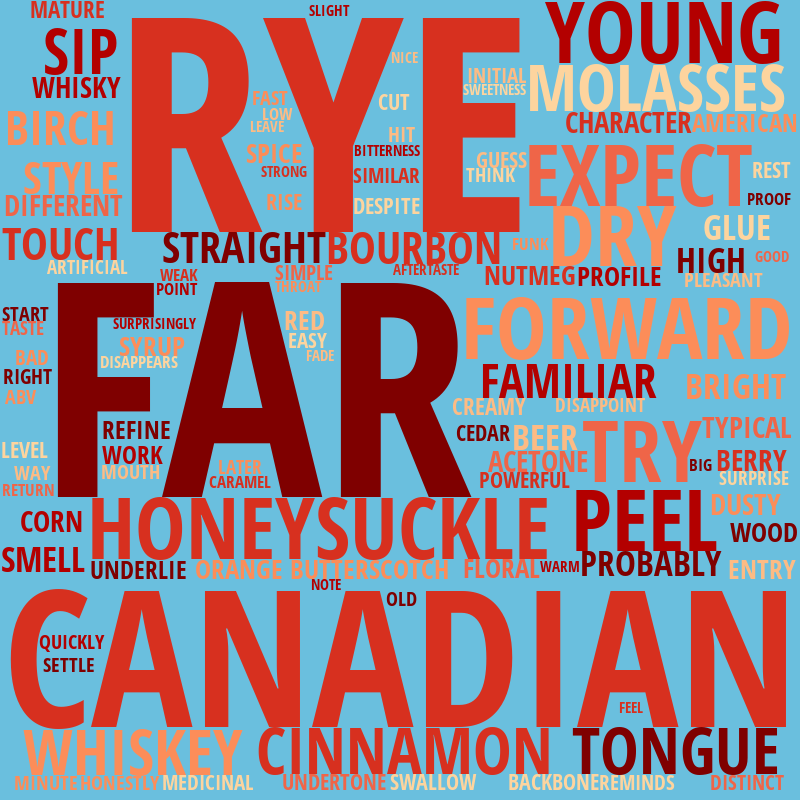 MATURE
SLIGHT
YOUNG
SIP
RYE
NICE
WHISKY
INITIAL
SWEETNESS
MOLASSES
FAST
CUT
LOW
LEAVE
BIRCH
CHARACTER
AMERICAN
HIT
SPICE
BITTERNESS
GUESS
EXPECT
STRONG
SIMILAR
THINK
REST
STYLE
DIFFERENT
RISE
DESPITE
PROOF
GLUE
TOUCH
STRAIGHT
BOURBON
FUNK
DRY
HIGH
GOOD
ARTIFICIAL
WEAK
SIMPLE
AFTERTASTE
NUTMEG
PROFILE
PLEASANT
POINT
THROAT
START
TASTE
SURPRISINGLY
RED
FAR
FORWARD
SYRUP
EASY
FADE
BAD
DISAPPEARS
RIGHT
FAMILIAR
BRIGHT
ABV
CREAMY
DISAPPOINT
REFINE
CEDAR
BEER
TRY
TYPICAL
LEVEL
WORK
ACETONE
BIG
BERRY
WAY
MOUTH
LATER
CARAMEL
POWERFUL
SURPRISE
RETURN
CORN
HONEYSUCKLE
PEEL
DUSTY
WOOD
SMELL
UNDERLIE
ORANGE
BUTTERSCOTCH
FLORAL
WARM
PROBABLY
ENTRY
NOTE
OLD
CANADIAN
QUICKLY
SETTLE
FEEL
WHISKEY
CINNAMON
TONGUE
MINUTE
HONESTLY
MEDICINAL
UNDERTONE
SWALLOW
BACKBONE
REMINDS
DISTINCT